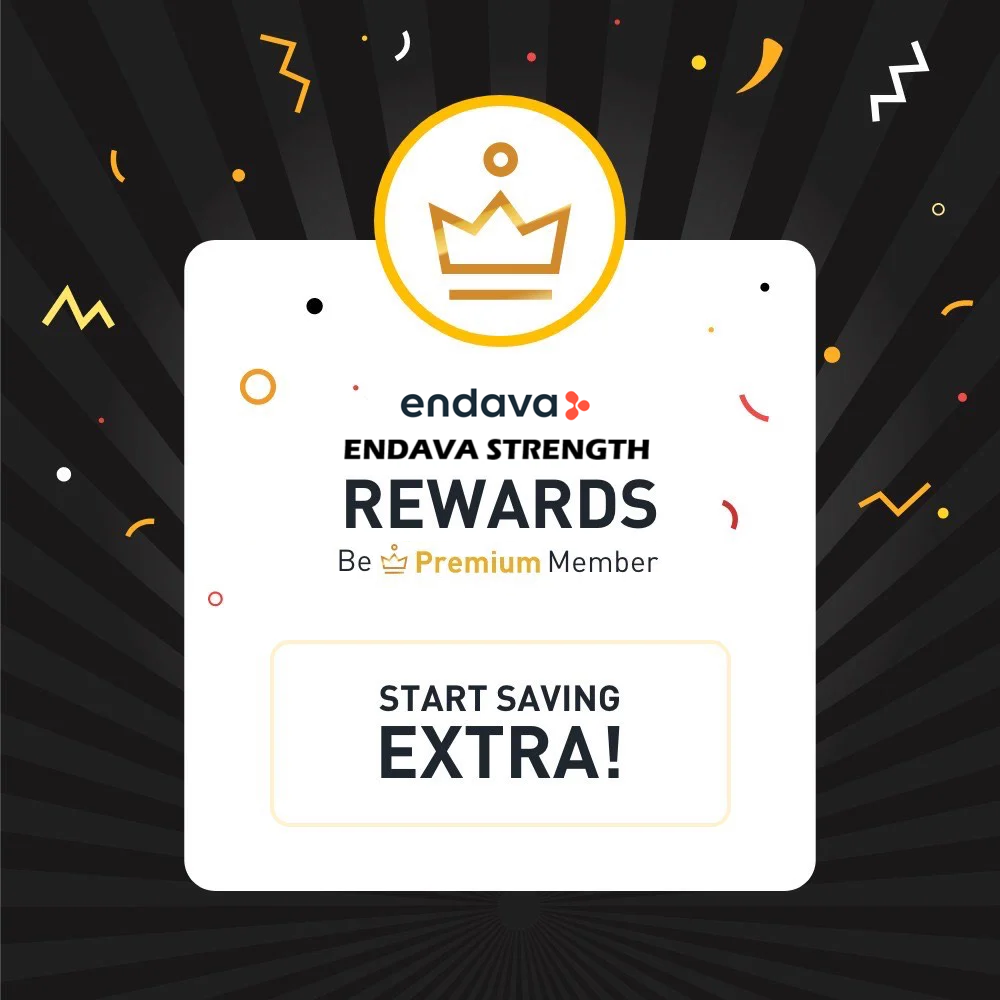 endava
ENDAVA STRENGTH
REWARDS
Be Premium Member
START SAVING
EXTRA!